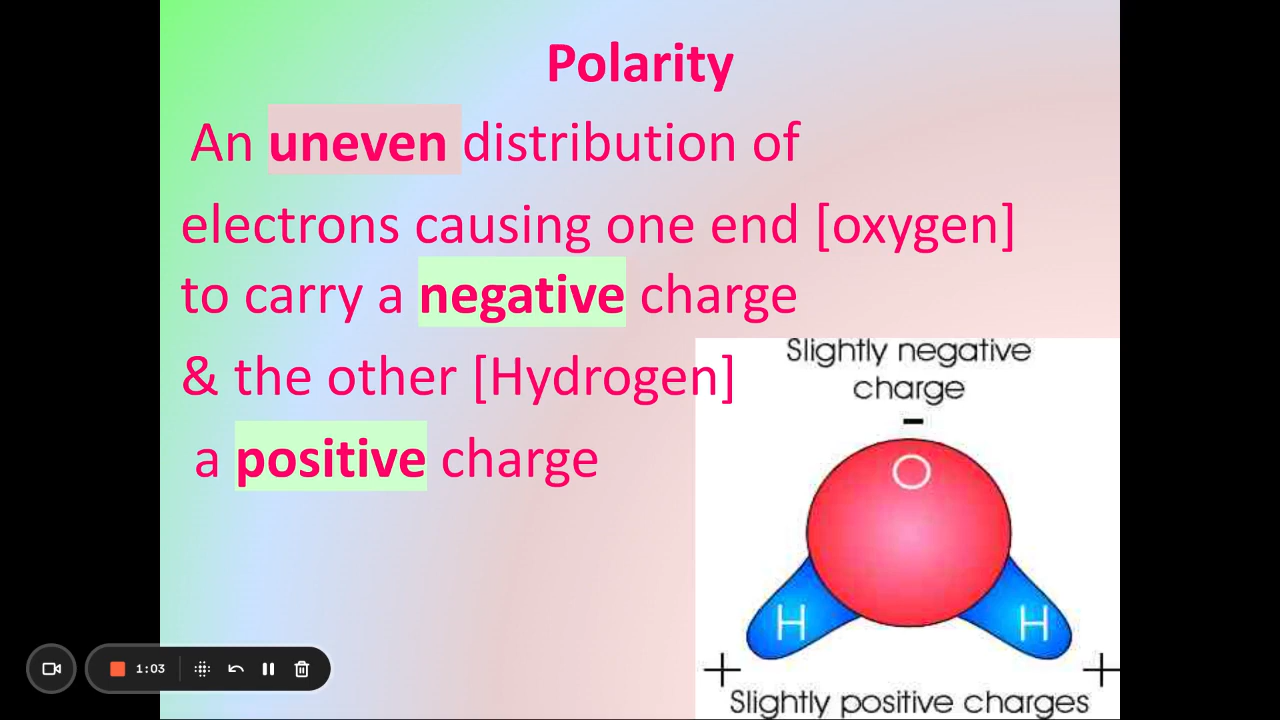 Polarity
An uneven distribution of
electrons causing one end [oxygen]
to carry a negative charge
& the other [Hydrogen]
a positive charge
Slightly negative
charge
-
O
H H
+ +
Slightly positive charges
1:03